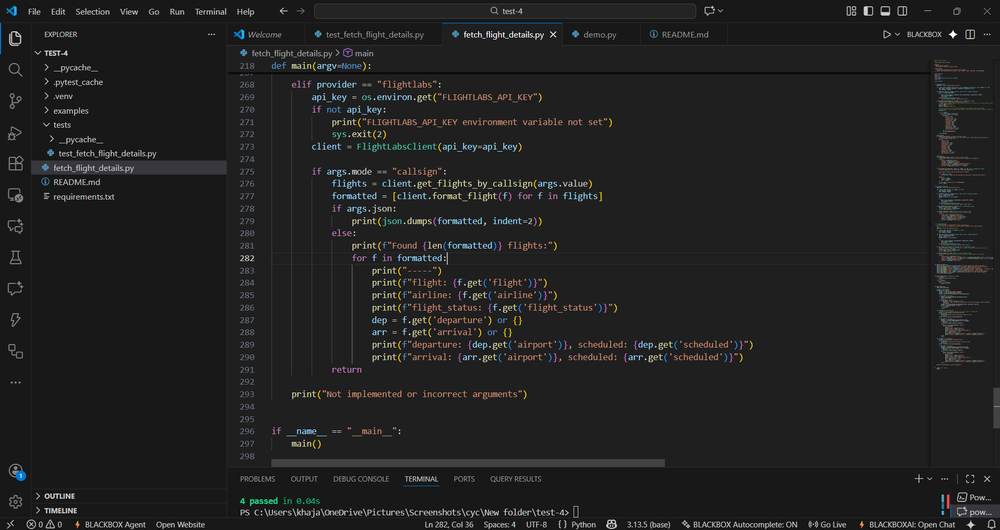 File Edit Selection View Go Run Terminal Help
test-4
EXPLORER
TEST-4
__pycache__
.pytest_cache
.venv
examples
tests
__pycache__
test_fetch_flight_details.py
fetch_flight_details.py
README.md
requirements.txt
OUTLINE
TIMELINE
1
Welcome test_fetch_flight_details.py fetch_flight_details.py demo.py README.md
BLACKBOX
fetch_flight_details.py > main
218 def main(argv=None):
267
268 elif provider == "flightlabs":
269 api_key = os.environ.get("FLIGHTLABS_API_KEY")
270 if not api_key:
271 print("FLIGHTLABS_API_KEY environment variable not set")
272 sys.exit(2)
273 client = FlightLabsClient(api_key=api_key)
274
275 if args.mode == "callsign":
276 flights = client.get_flights_by_callsign(args.value)
277 formatted = [client.format_flight(f) for f in flights]
278 if args.json:
279 print(json.dumps(formatted, indent=2))
280 else:
281 print(f"Found {len(formatted)} flights:")
282 for f in formatted:
283 print("-----")
284 print(f"flight: {f.get('flight')}")
285 print(f"airline: {f.get('airline')}")
286 print(f"flight_status: {f.get('flight_status')}")
287 dep = f.get('departure') or {}
288 arr = f.get('arrival') or {}
289 print(f"departure: {dep.get('airport')}, scheduled: {dep.get('scheduled')}")
290 print(f"arrival: {arr.get('airport')}, scheduled: {arr.get('scheduled')}")
291 return
292
293 print("Not implemented or incorrect arguments")
294
295
296 if __name__ == "__main__":
297 main()
298
PROBLEMS OUTPUT DEBUG CONSOLE TERMINAL PORTS QUERY RESULTS
4 passed in 0.04s
PS C:\Users\khaja\OneDrive\Pictures\Screenshots\cyc\New folder\test-4>
Pow...
pow...
0 0 BLACKBOX Agent Open Website Ln 282, Col 36 Spaces: 4 UTF-8 {} Python 3.13.5 (base) BLACKBOX Autocomplete: ON Go Live BLACKBOXAI: Open Chat